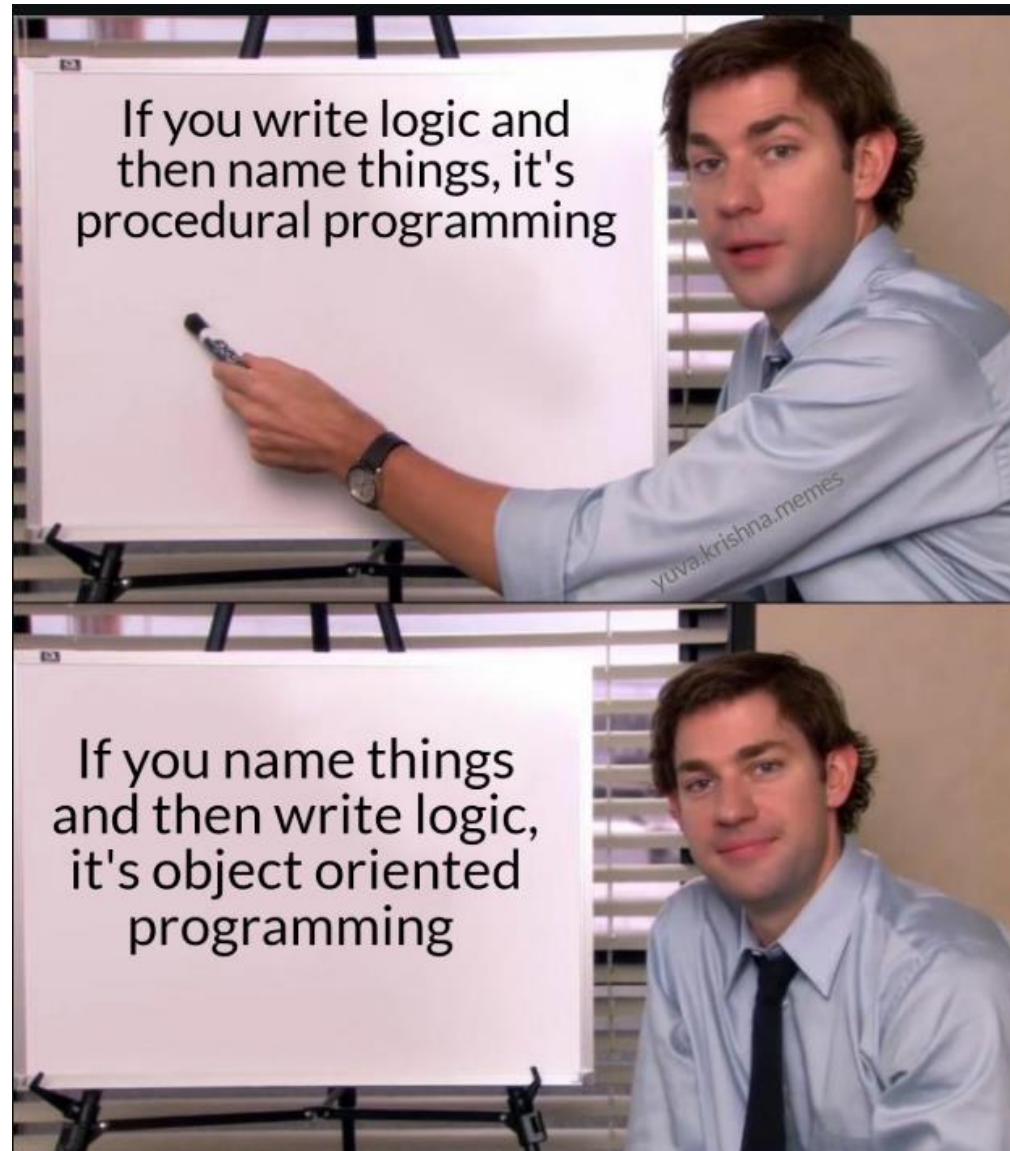 If you write logic and
then name things, it's
procedural programming
yuva.krishna.memes
If you name things
and then write logic,
it's object oriented
programming